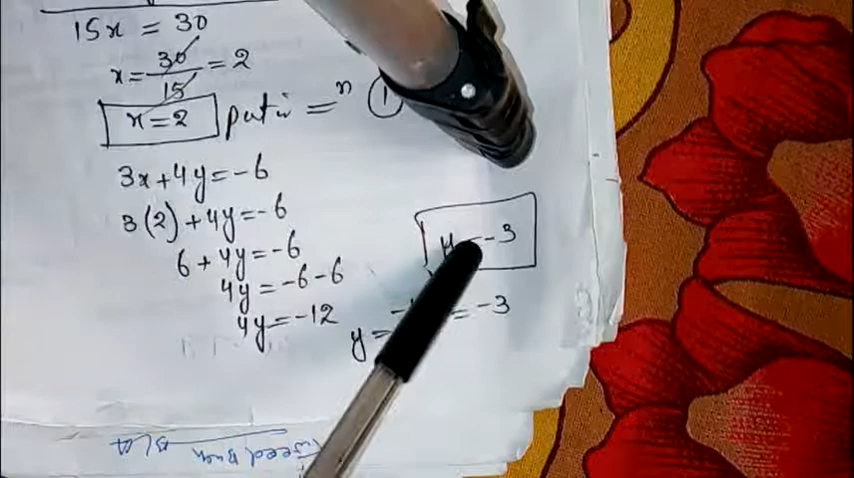 15x = 30
x = 30/15 = 2
x = 2 put in = n 1
3x + 4y = -6
3(2) + 4y = -6
6 + 4y = -6
4y = -6 - 6
4y = -12
y =
= -3
-3